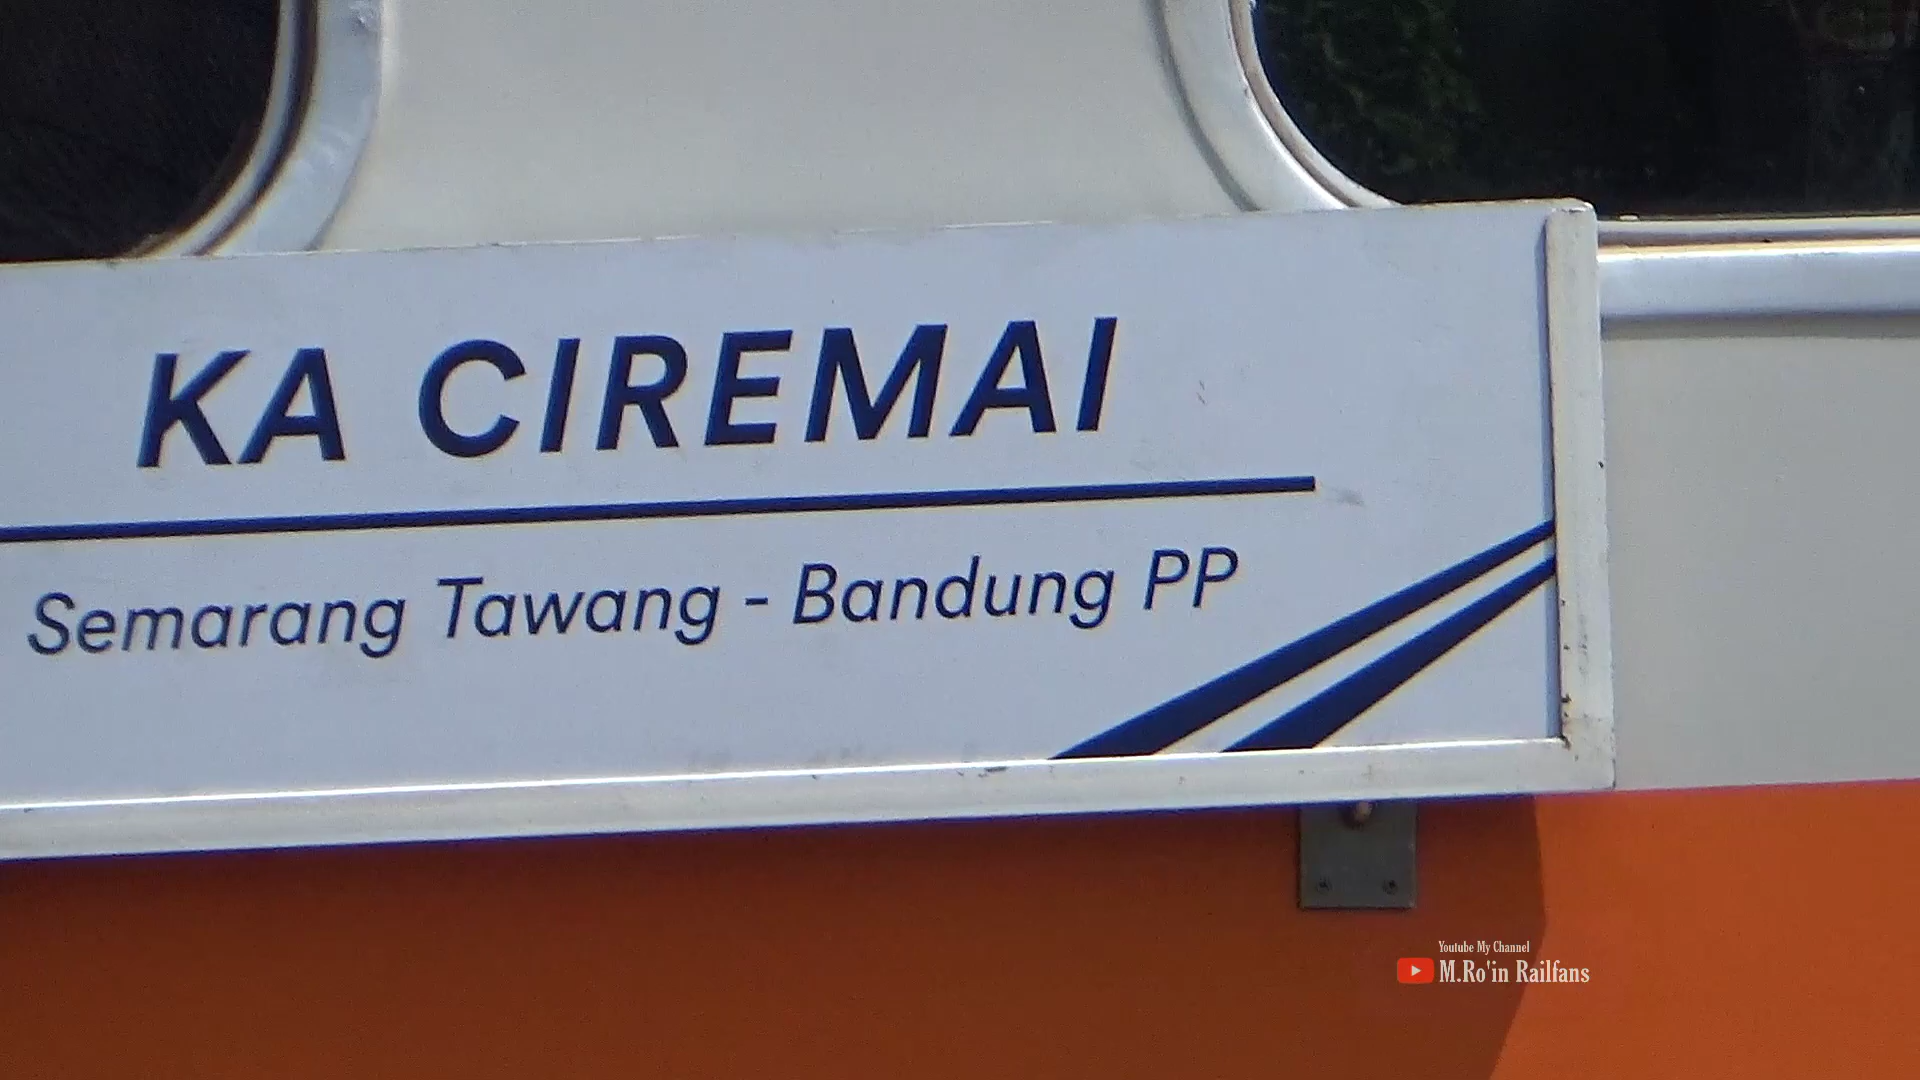 KA CIREMAI
Semarang Tawang - Bandung PP
Youtube My Channel
M.Ro'in Railfans